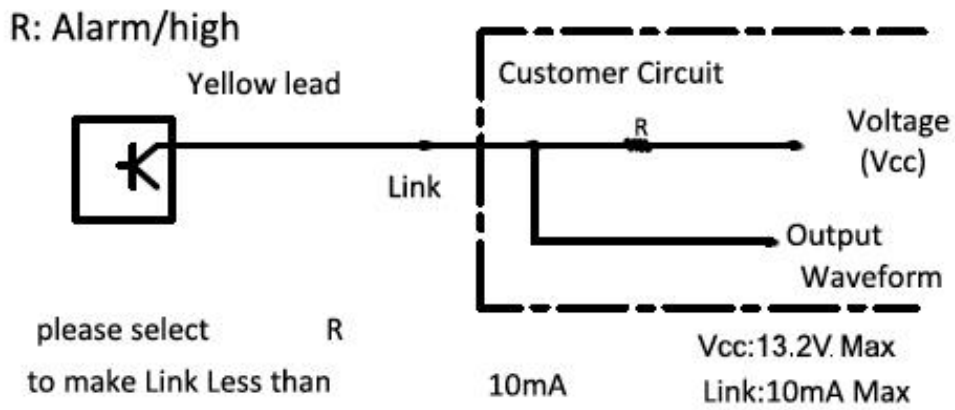 R: Alarm/high
Yellow lead
Customer Circuit
R
Voltage
(Vcc)
Link
Output
Waveform
please select R
to make Link Less than 10mA
Vcc:13.2V. Max
Link:10mA Max